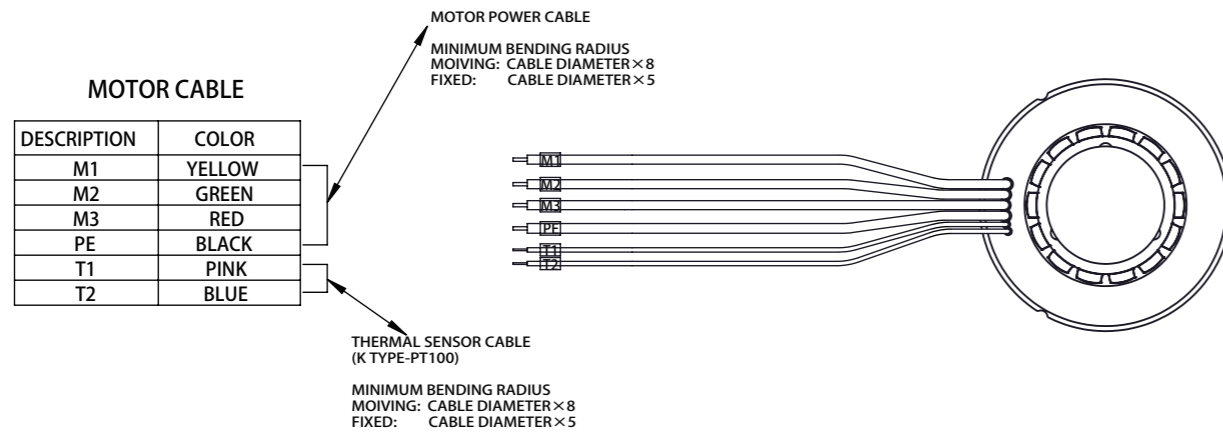 MOTOR POWER CABLE
MINIMUM BENDING RADIUS
MOIVING: CABLE DIAMETER×8
FIXED: CABLE DIAMETER×5
MOTOR CABLE
DESCRIPTION COLOR
M1 YELLOW
M2 GREEN
M3 RED
PE BLACK
T1 PINK
T2 BLUE
M1
M2
M3
PE
T1
T2
THERMAL SENSOR CABLE
(K TYPE-PT100)
MINIMUM BENDING RADIUS
MOIVING: CABLE DIAMETER×8
FIXED: CABLE DIAMETER×5